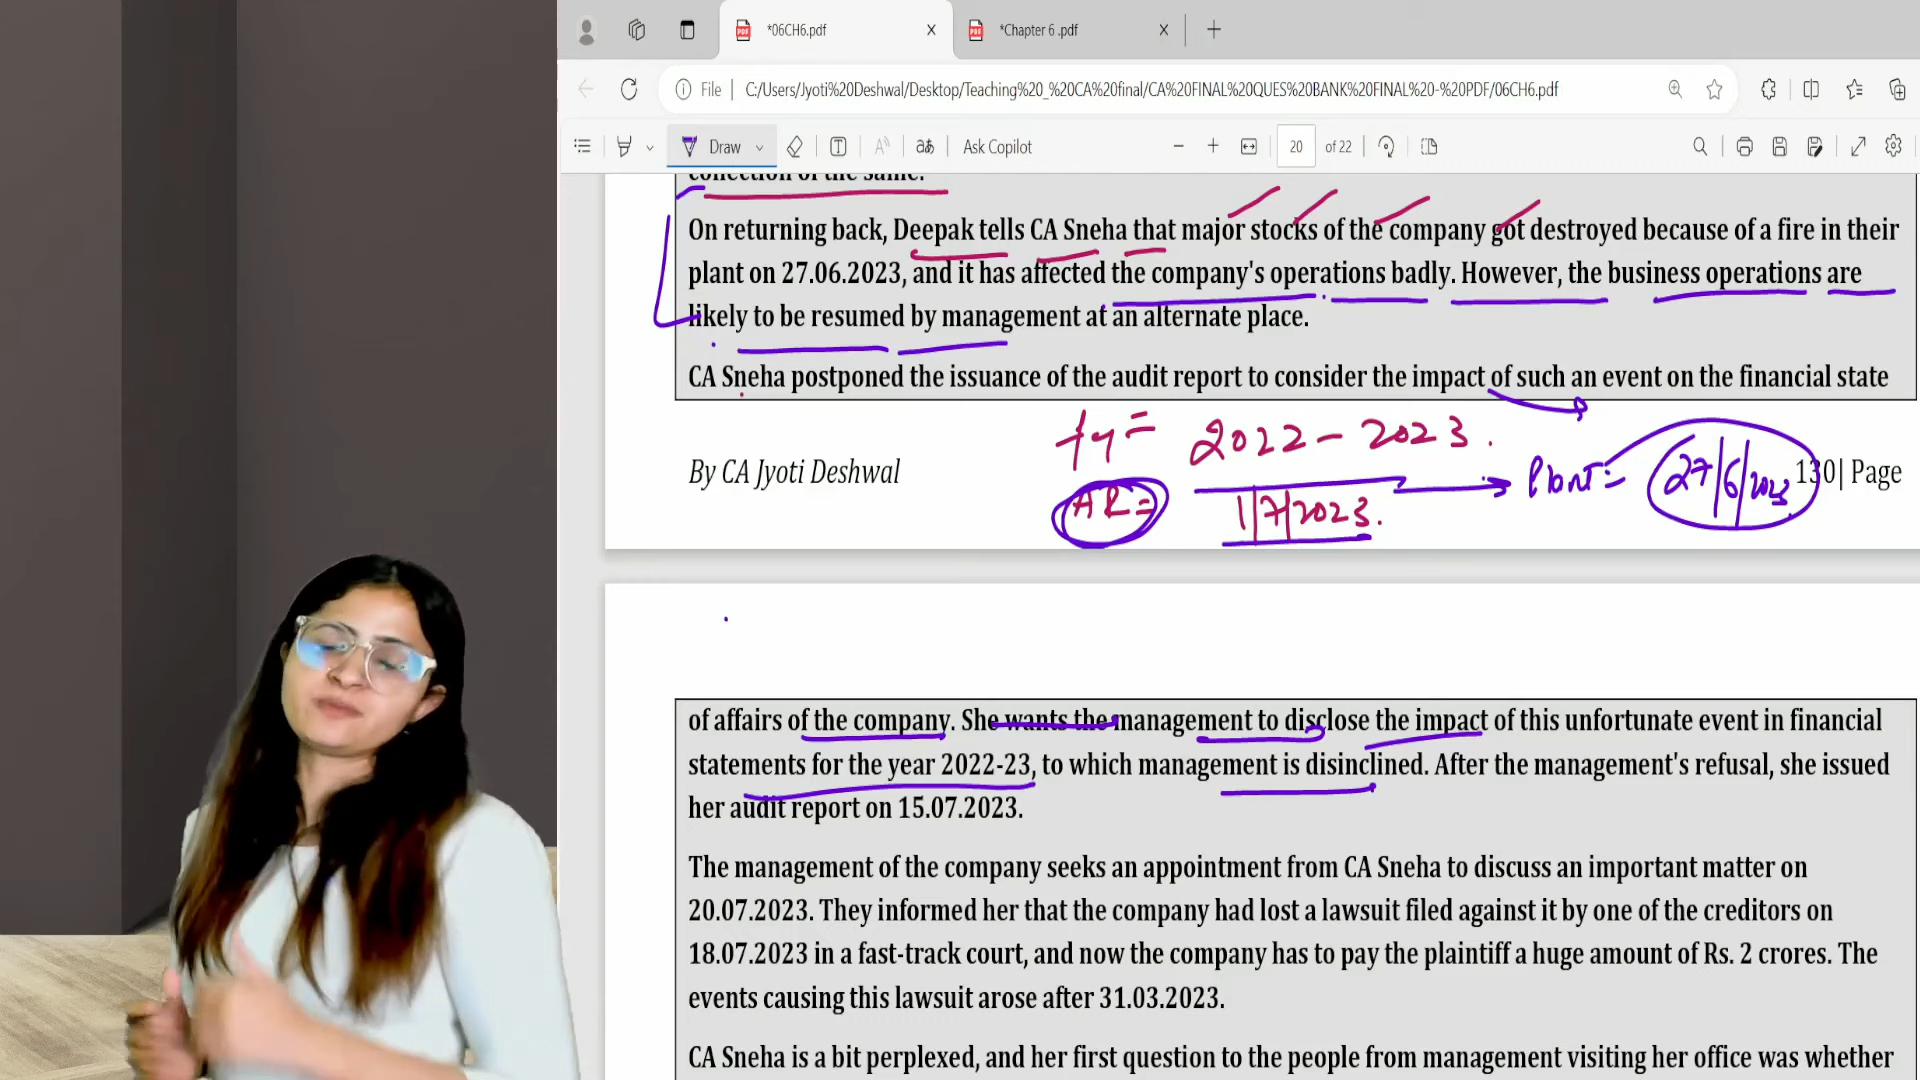 *06CH6.pdf
*Chapter 6 .pdf
File
C:/Users/Jyoti%20Deshwal/Desktop/Teaching%20_%20CA%20final/CA%20FINAL%20QUES%20BANK%20FINAL%20-%20PDF/06CH6.pdf
Draw
Ask Copilot
20
of 22
collection of the same.
On returning back, Deepak tells CA Sneha that major stocks of the company got destroyed because of a fire in their
plant on 27.06.2023, and it has affected the company's operations badly. However, the business operations are
likely to be resumed by management at an alternate place.
CA Sneha postponed the issuance of the audit report to consider the impact of such an event on the financial state
fy = 2022 - 2023.
By CA Jyoti Deshwal
AR = 1/7/2023.
Plant = 27/6/2023
130| Page
of affairs of the company. She wants the management to disclose the impact of this unfortunate event in financial
statements for the year 2022-23, to which management is disinclined. After the management's refusal, she issued
her audit report on 15.07.2023.
The management of the company seeks an appointment from CA Sneha to discuss an important matter on
20.07.2023. They informed her that the company had lost a lawsuit filed against it by one of the creditors on
18.07.2023 in a fast-track court, and now the company has to pay the plaintiff a huge amount of Rs. 2 crores. The
events causing this lawsuit arose after 31.03.2023.
CA Sneha is a bit perplexed, and her first question to the people from management visiting her office was whether